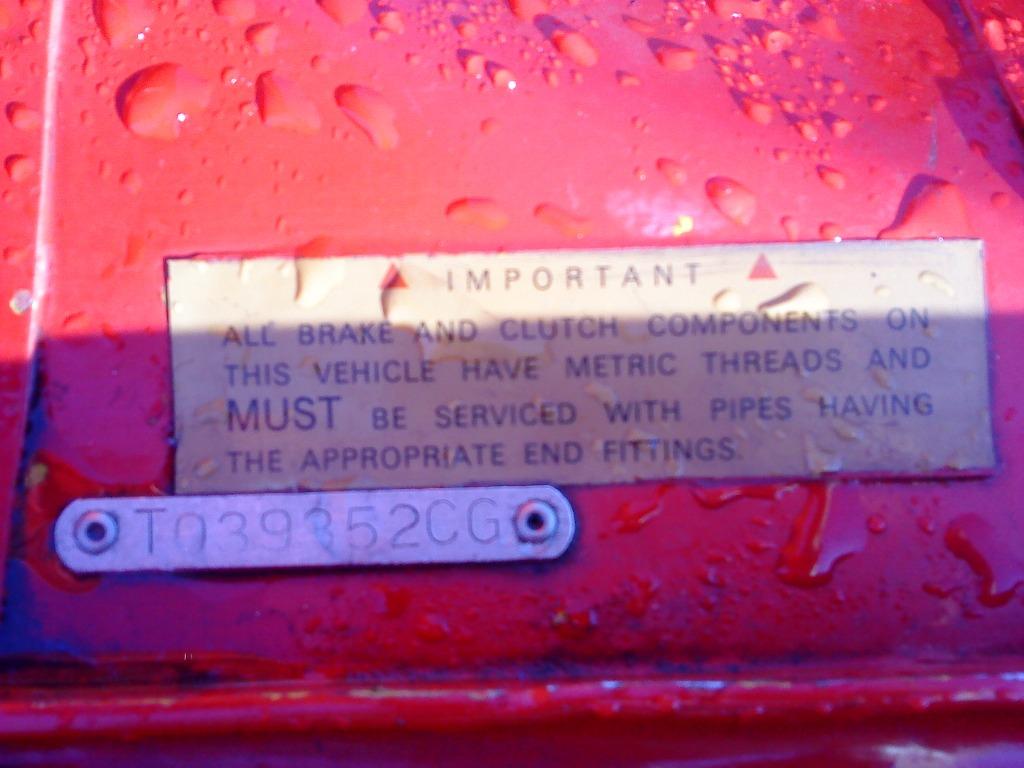 IMPORTANT
ALL BRAKE AND CLUTCH COMPONENTS ON
THIS VEHICLE HAVE METRIC THREADS AND
MUST BE SERVICED WITH PIPES HAVING
THE APPROPRIATE END FITTINGS.
T039352CG